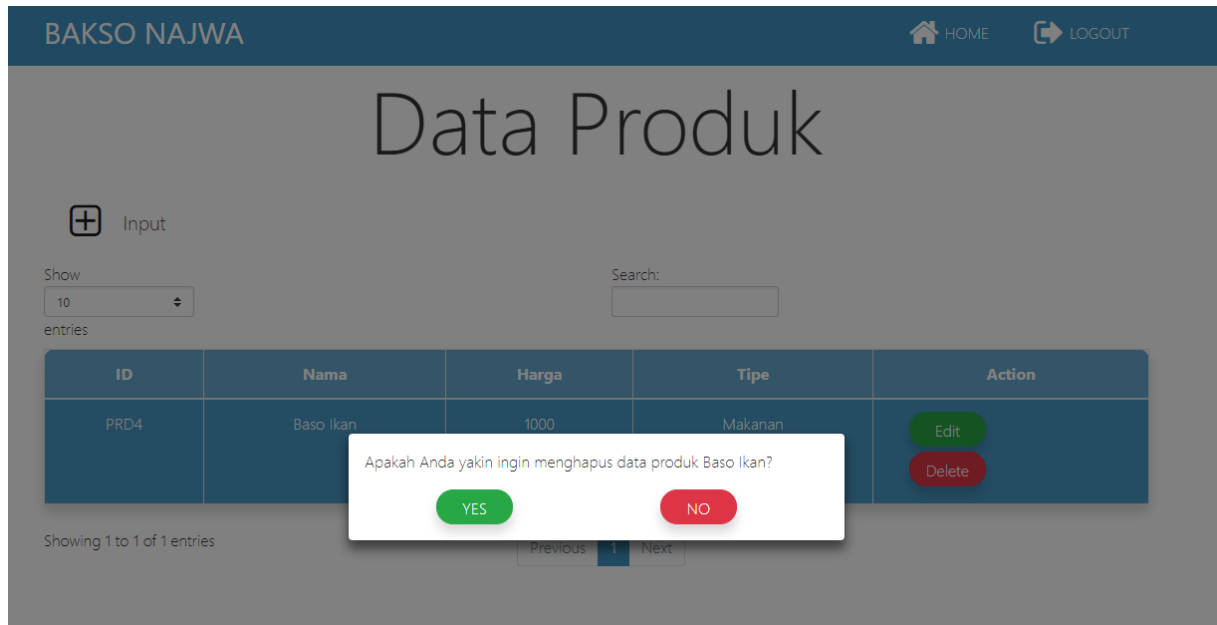 BAKSO NAJWA HOME LOGOUT
Data Produk
Input
Show Search:
10
entries
ID Nama Harga Tipe Action
PRD4 Baso Ikan 1000 Makanan Edit
Delete
Apakah Anda yakin ingin menghapus data produk Baso Ikan?
YES NO
Showing 1 to 1 of 1 entries
Previous 1 Next